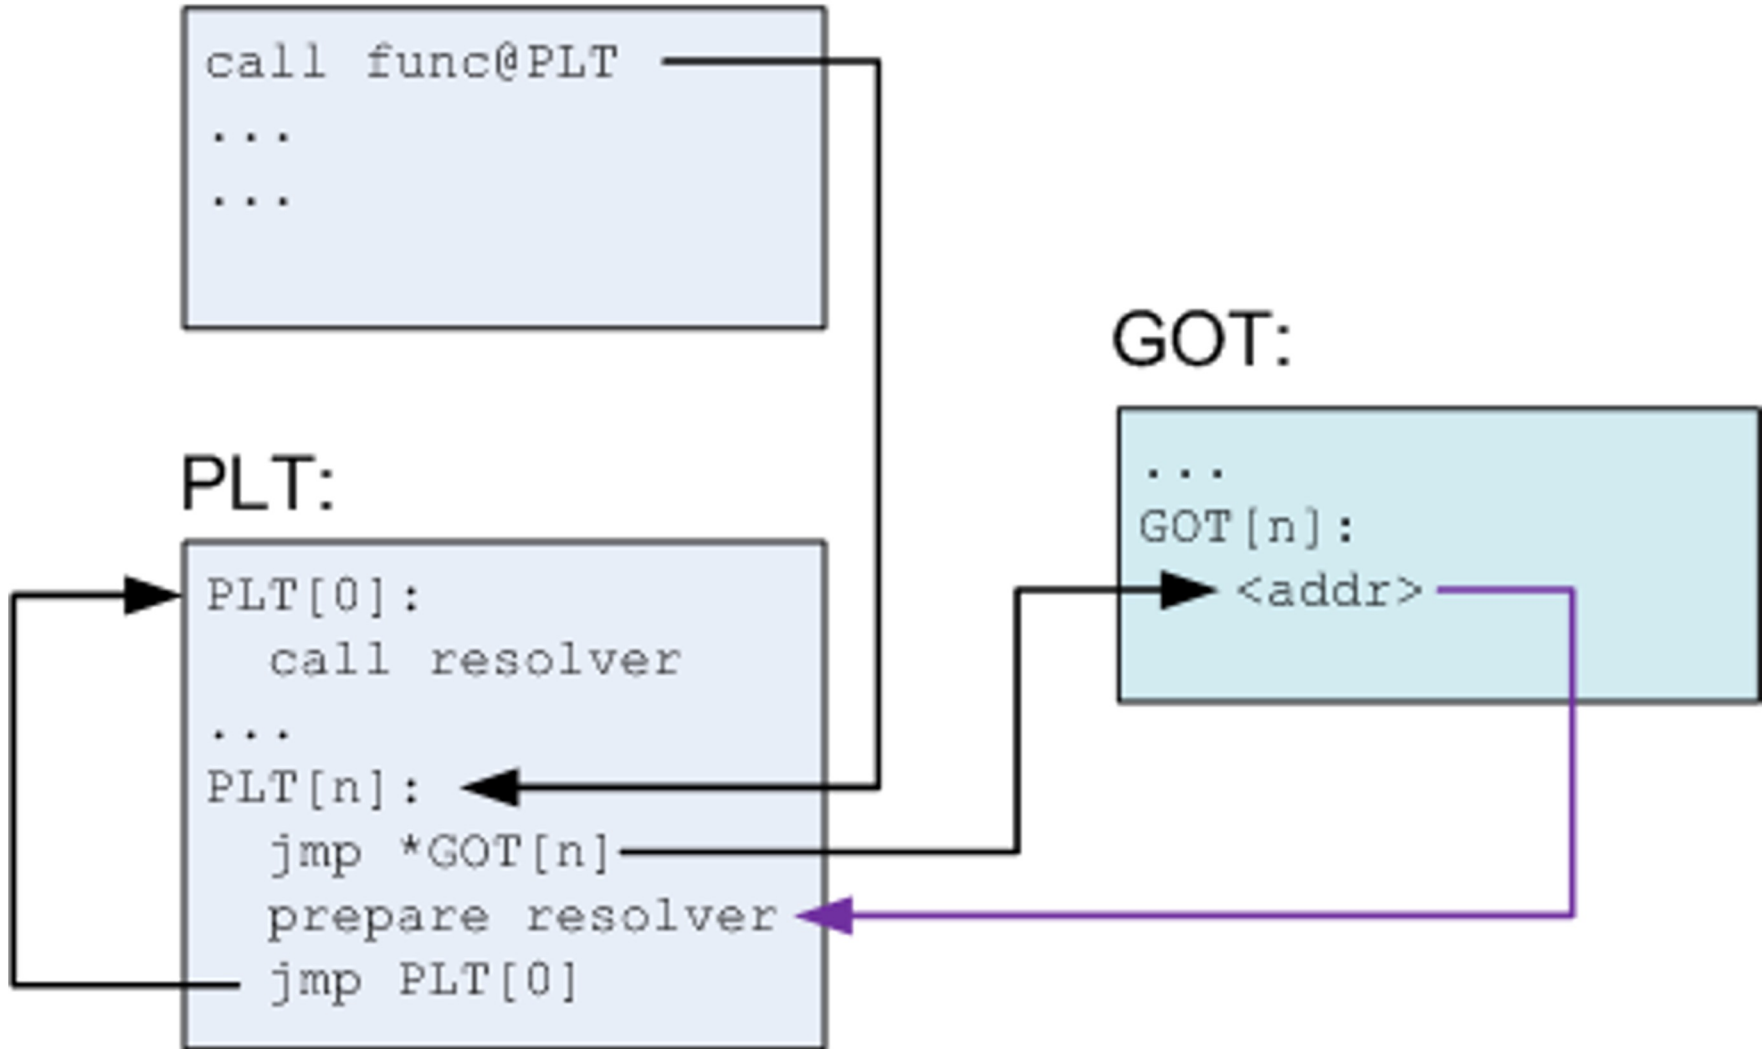 call func@PLT
...
...
PLT:
PLT[0]:
call resolver
...
PLT[n]:
jmp *GOT[n]
prepare resolver
jmp PLT[0]
GOT:
...
GOT[n]:
<addr>